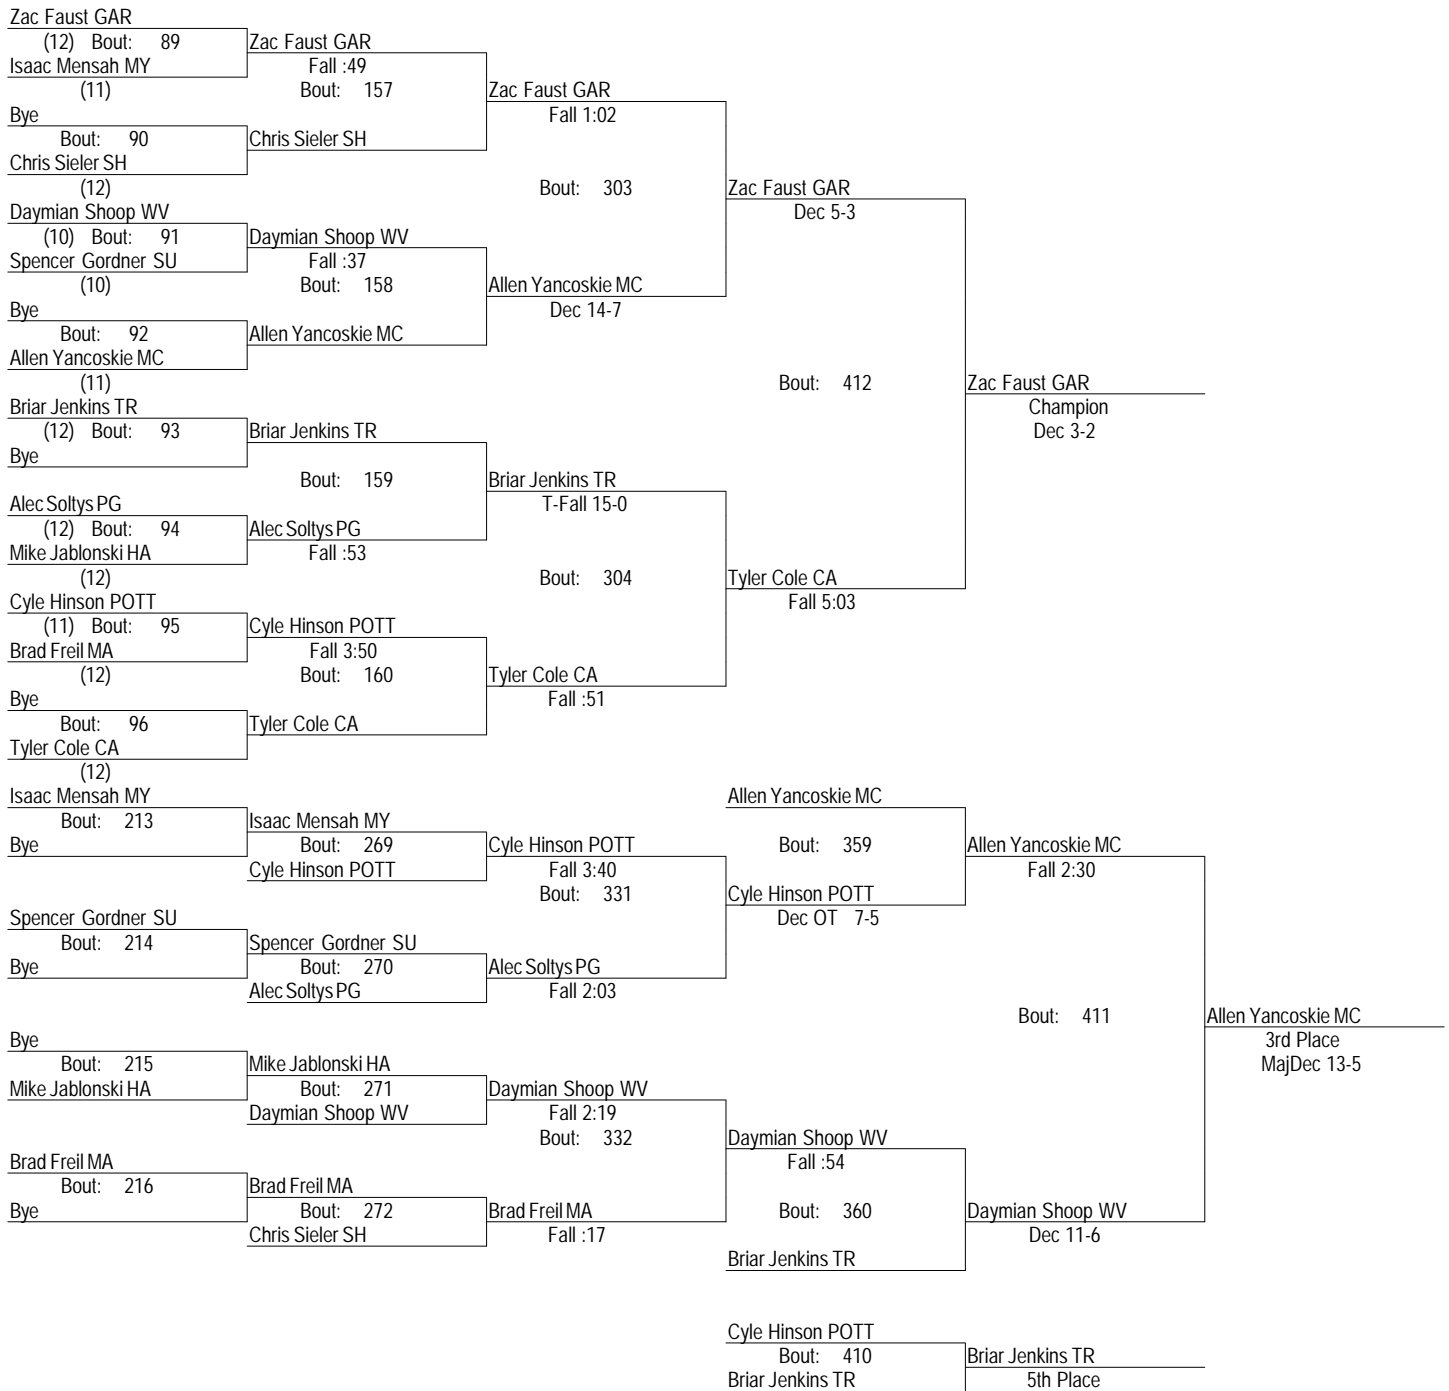 Zac Faust GAR
(12) Bout: 89 Zac Faust GAR
Isaac Mensah MY Fall :49
(11) Bout: 157 Zac Faust GAR
Bye Fall 1:02
Bout: 90 Chris Sieler SH
Chris Sieler SH
(12) Bout: 303 Zac Faust GAR
Daymian Shoop WV Dec 5-3
(10) Bout: 91 Daymian Shoop WV
Spencer Gordner SU Fall :37
(10) Bout: 158 Allen Yancoskie MC
Bye Dec 14-7
Bout: 92 Allen Yancoskie MC
Allen Yancoskie MC
(11) Bout: 412 Zac Faust GAR
Briar Jenkins TR Champion
(12) Bout: 93 Briar Jenkins TR Dec 3-2
Bye
Bout: 159 Briar Jenkins TR
Alec Soltys PG T-Fall 15-0
(12) Bout: 94 Alec Soltys PG
Mike Jablonski HA Fall :53
(12) Bout: 304 Tyler Cole CA
Cyle Hinson POTT Fall 5:03
(11) Bout: 95 Cyle Hinson POTT
Brad Freil MA Fall 3:50
(12) Bout: 160 Tyler Cole CA
Bye Fall :51
Bout: 96 Tyler Cole CA
Tyler Cole CA
(12)
Isaac Mensah MY Allen Yancoskie MC
Bout: 213 Isaac Mensah MY
Bye Bout: 269 Cyle Hinson POTT Bout: 359 Allen Yancoskie MC
Cyle Hinson POTT Fall 3:40 Fall 2:30
Bout: 331 Cyle Hinson POTT
Spencer Gordner SU Dec OT 7-5
Bout: 214 Spencer Gordner SU
Bye Bout: 270 Alec Soltys PG
Alec Soltys PG Fall 2:03
Bout: 411 Allen Yancoskie MC
Bye 3rd Place
Bout: 215 Mike Jablonski HA MajDec 13-5
Mike Jablonski HA Bout: 271 Daymian Shoop WV
Daymian Shoop WV Fall 2:19
Bout: 332 Daymian Shoop WV
Brad Freil MA Fall :54
Bout: 216 Brad Freil MA
Bye Bout: 272 Brad Freil MA Bout: 360 Daymian Shoop WV
Chris Sieler SH Fall :17 Dec 11-6
Briar Jenkins TR
Cyle Hinson POTT
Bout: 410 Briar Jenkins TR
Briar Jenkins TR 5th Place